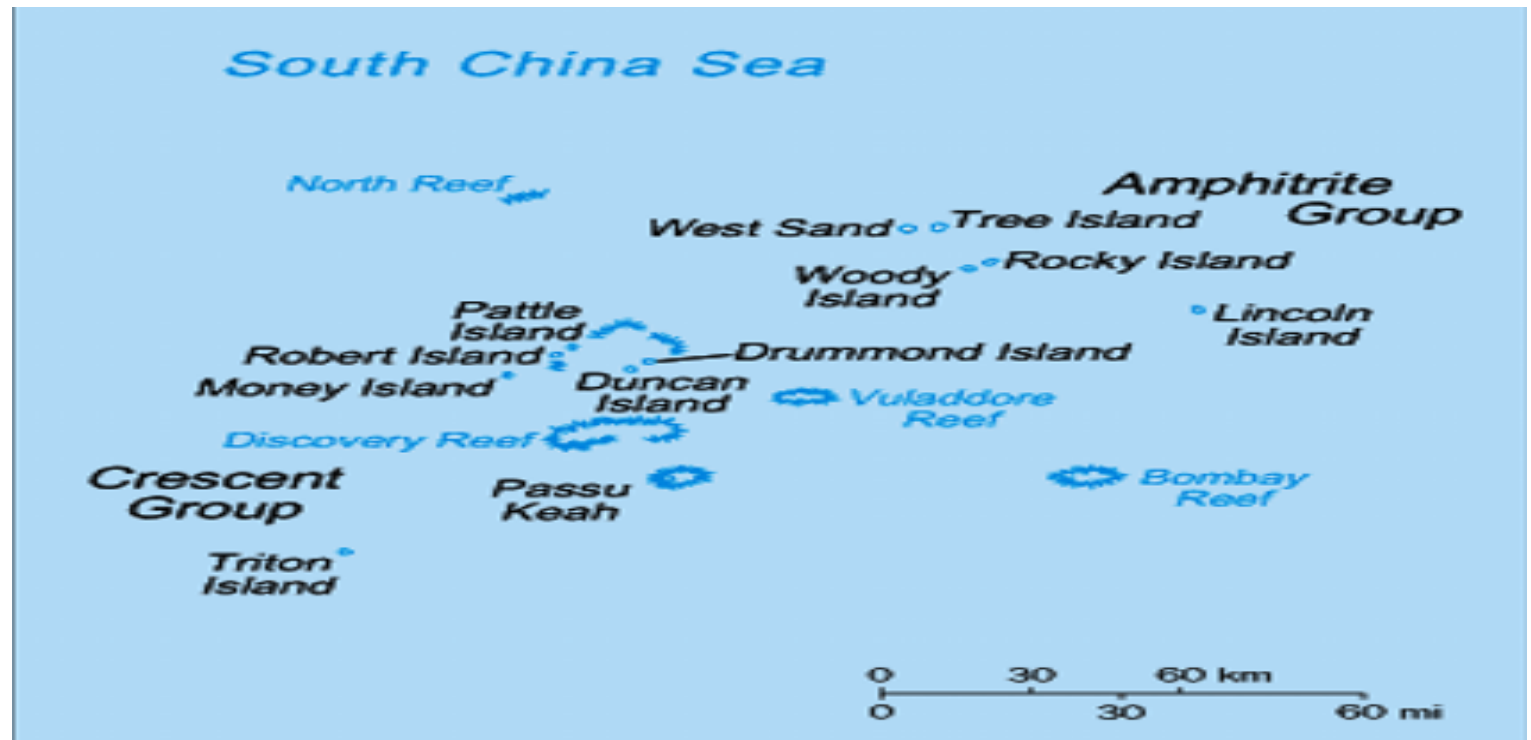 South China Sea
North Reef
Amphitrite
Group
West Sand
Tree Island
Rocky Island
Woody
Island
Lincoln
Island
Pattle
Island
Robert Island
Drummond Island
Money Island
Duncan
Island
Vuladdore
Reef
Discovery Reef
Crescent
Group
Passu
Keah
Bombay
Reef
Triton
Island
0 30 60 km
0 30 60 mi